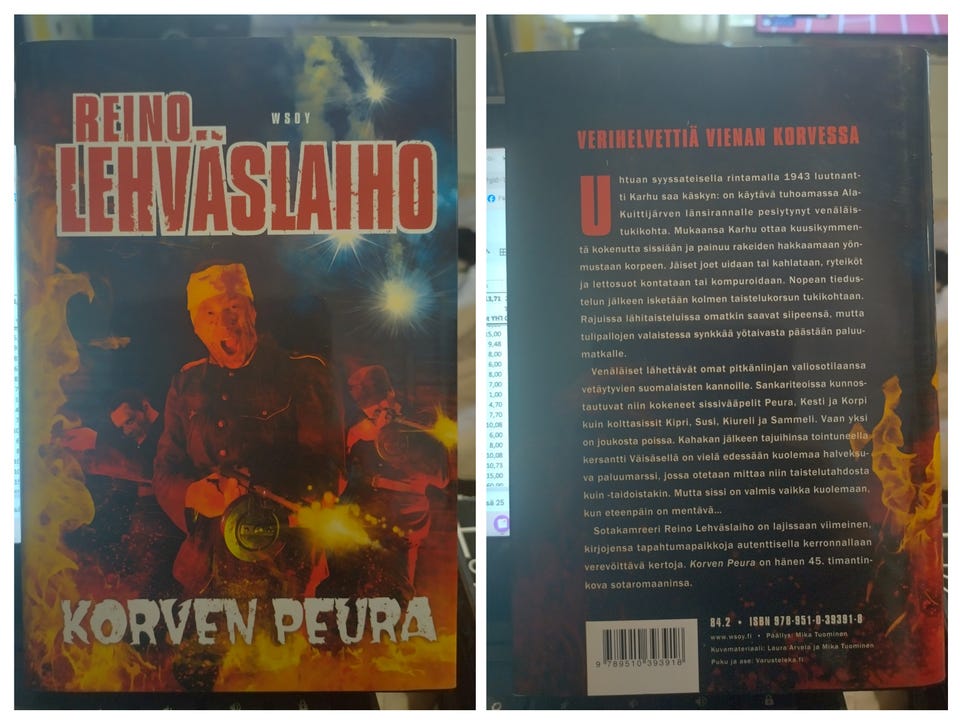 REINO
WSOY
LEHVÄSLAIHO
KORVEN PEURA
VERIHELVETTIÄ VIENAN KORVESSA
Uhtuan syyssateisella rintamalla 1943 luutnant-
ti Karhu saa käskyn: on käytävä tuhoamassa Ala-
Kuittijärven länsirannalle pesiytynyt venäläis-
tukikohta. Mukaansa Karhu ottaa kuusikymmen-
tä kokenutta sissiään ja painuu rakeiden hakkaamaan yön-
mustaan korpeen. Jäiset joet uidaan tai kahlataan, ryteiköt
ja lettosuot kontataan tai kompuroidaan. Nopean tiedus-
telun jälkeen isketään kolmen taistelukorsun tukikohtaan.
Rajuissa lähitaisteluissa omatkin saavat siipeensä, mutta
tulipallojen valaistessa synkkää yötaivasta päästään paluu-
matkalle.
Venäläiset lähettävät omat pitkänlinjan valiosotilaansa
vetäytyvien suomalaisten kannoille. Sankariteoissa kunnos-
tautuvat niin kokeneet sissivääpelit Peura, Kesti ja Korpi
kuin kolttasissit Kipri, Susi, Kiureli ja Sammeli. Vaan yksi
on joukosta poissa. Kahakan jälkeen tajuihinsa tointuneella
kersantti Väisäsellä on vielä edessään kuolemaa halveksu-
va paluumarssi, jossa otetaan mittaa niin taistelutahdosta
kuin -taidoistakin. Mutta sissi on valmis vaikka kuolemaan,
kun eteenpäin on mentävä...
Sotakamreeri Reino Lehväslaiho on lajissaan viimeinen,
kirjojensa tapahtumapaikkoja autenttisella kerronnallaan
verevöittävä kertoja. Korven Peura on hänen 45. timantin-
kova sotaromaaninsa.
84.2 • ISBN 978-951-0-39391-8
www.wsoy.fi • Päällys: Mika Tuominen
Kuvamateriaali: Laura Arvela ja Mika Tuominen
Puku ja ase: Varusteleka.fi
9 789510 393918